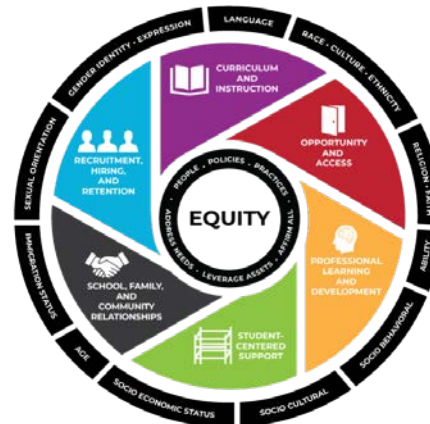 LANGUAGE
RACE • CULTURE • ETHNICITY
RELIGION • FAITH
ABILITY
SOCIO BEHAVIORAL
SOCIO CULTURAL
SOCIO ECONOMIC STATUS
AGE
IMMIGRATION STATUS
SEXUAL ORIENTATION
GENDER IDENTITY • EXPRESSION
CURRICULUM
AND
INSTRUCTION
OPPORTUNITY
AND
ACCESS
PROFESSIONAL
LEARNING
AND
DEVELOPMENT
STUDENT-
CENTERED
SUPPORT
SCHOOL, FAMILY,
AND
COMMUNITY
RELATIONSHIPS
RECRUITMENT,
HIRING,
AND
RETENTION
PEOPLE • POLICIES • PRACTICES •
ADDRESS NEEDS • LEVERAGE ASSETS • AFFIRM ALL
EQUITY